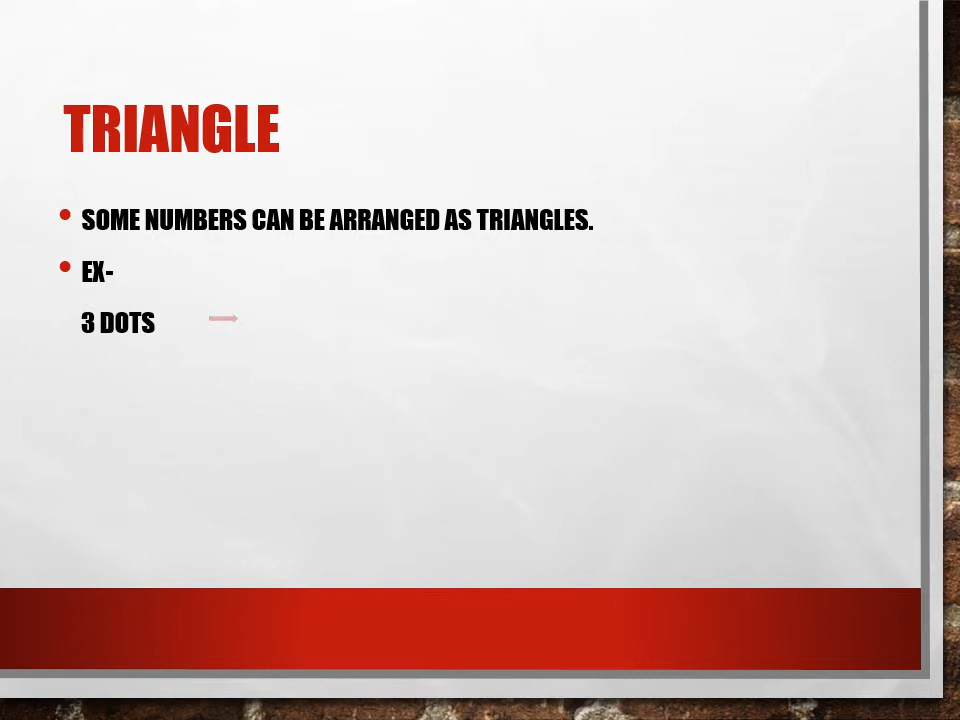 TRIANGLE
• SOME NUMBERS CAN BE ARRANGED AS TRIANGLES.
• EX-
3 DOTS